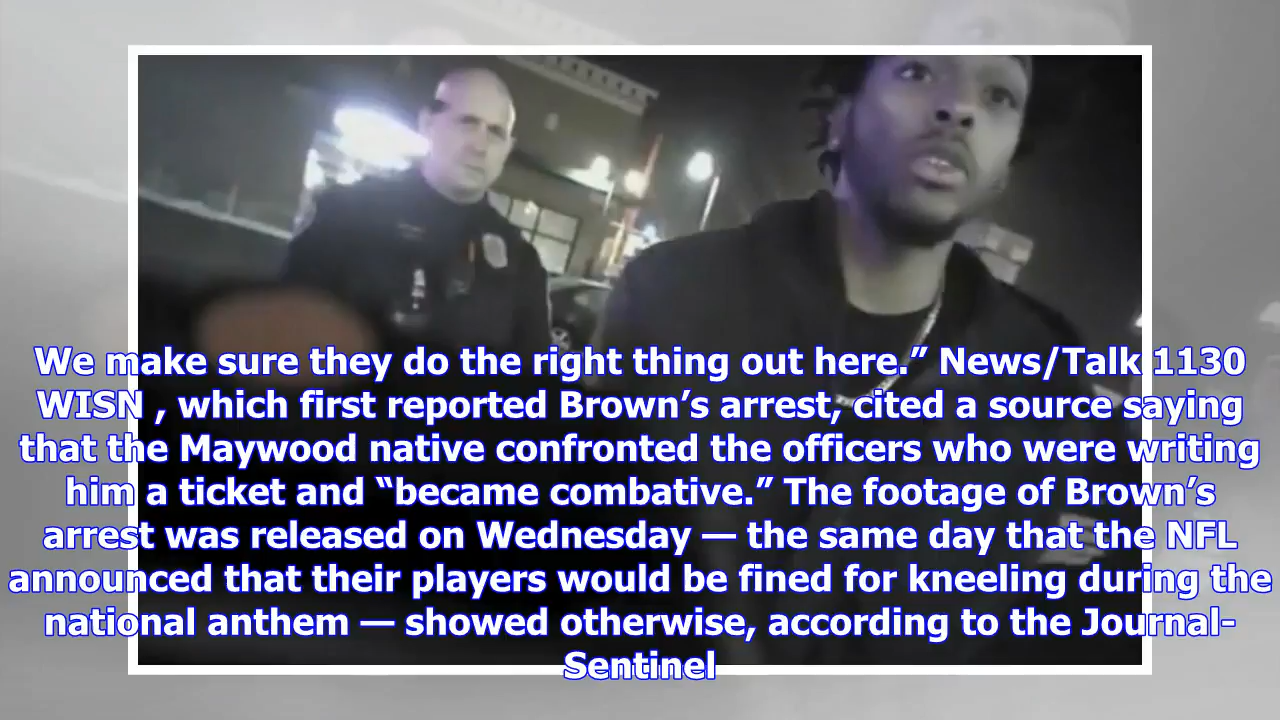 We make sure they do the right thing out here.” News/Talk 1130
WISN , which first reported Brown’s arrest, cited a source saying
that the Maywood native confronted the officers who were writing
him a ticket and “became combative.” The footage of Brown’s
arrest was released on Wednesday — the same day that the NFL
announced that their players would be fined for kneeling during the
national anthem — showed otherwise, according to the Journal-
Sentinel